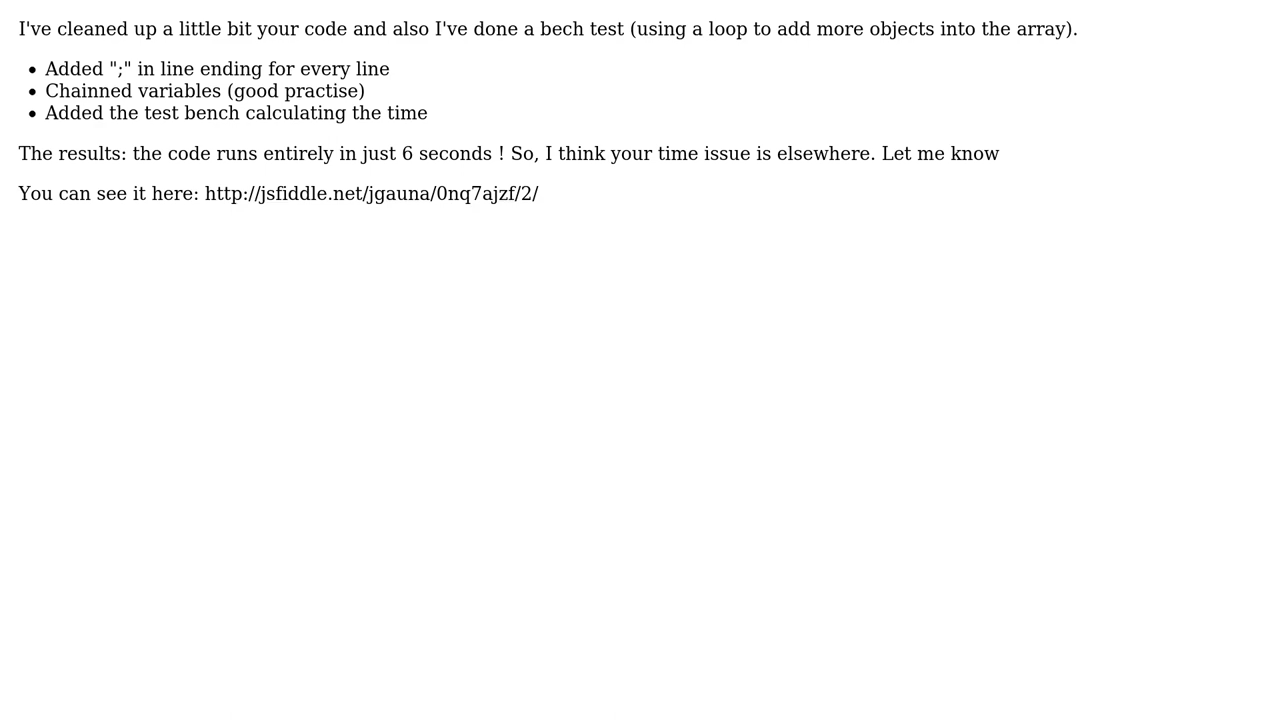 I've cleaned up a little bit your code and also I've done a bech test (using a loop to add more objects into the array).
• Added ";" in line ending for every line
• Chainned variables (good practise)
• Added the test bench calculating the time
The results: the code runs entirely in just 6 seconds ! So, I think your time issue is elsewhere. Let me know
You can see it here: http://jsfiddle.net/jgauna/0nq7ajzf/2/